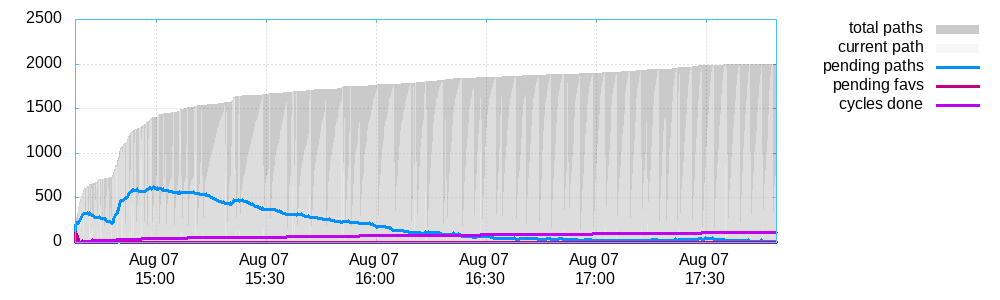 2500
2000
1500
1000
500
0
Aug 07
15:00
Aug 07
15:30
Aug 07
16:00
Aug 07
16:30
Aug 07
17:00
Aug 07
17:30
total paths
current path
pending paths
pending favs
cycles done